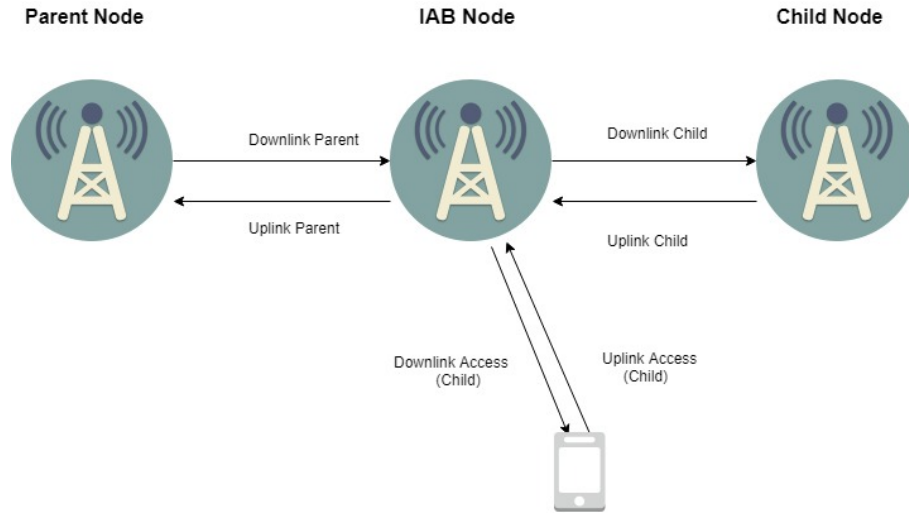 Parent Node
IAB Node
Child Node
Downlink Parent
Downlink Child
Uplink Parent
Uplink Child
Downlink Access
(Child)
Uplink Access
(Child)